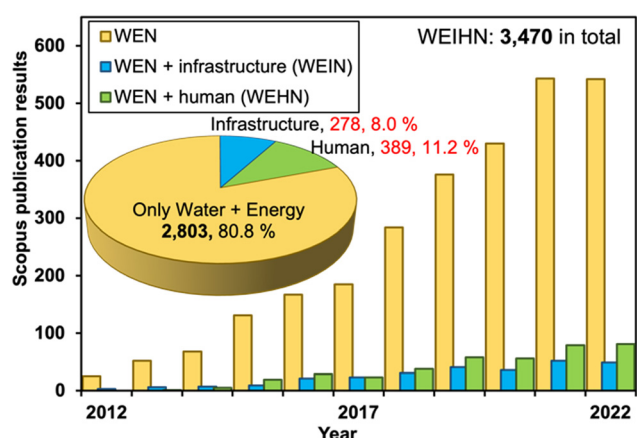 WEN
WEN + infrastructure (WEIN)
WEN + human (WEHN)
WEIHN: 3,470 in total
Infrastructure, 278, 8.0 %
Human, 389, 11.2 %
Only Water + Energy
2,803, 80.8 %
Scopus publication results
600
500
400
300
200
100
0
2012
2017
2022
Year